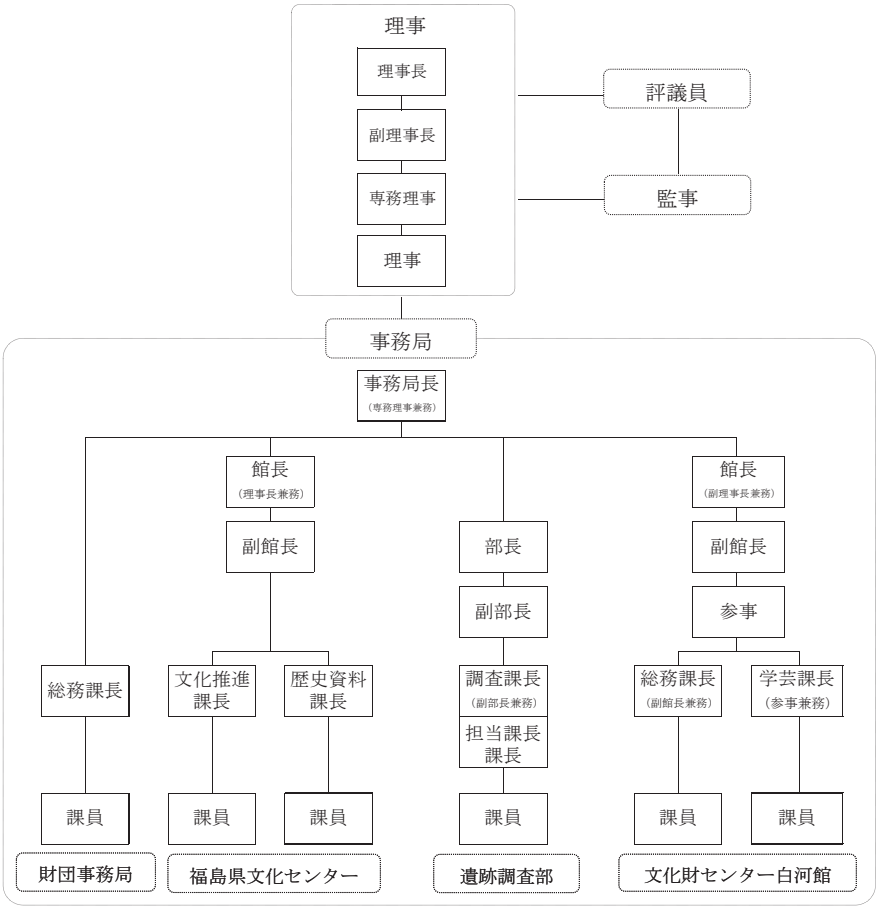 理事
理事長
副理事長
専務理事
理事
評議員
監事
事務局
事務局長
（専務理事兼務）
館長
（理事長兼務）
副館長
部長
副部長
館長
（副理事長兼務）
副館長
参事
総務課長
文化推進
課長
歴史資料
課長
調査課長
（副部長兼務）
担当課長
課長
総務課長
（副館長兼務）
学芸課長
（参事兼務）
課員
課員
課員
課員
課員
課員
財団事務局
福島県文化センター
遺跡調査部
文化財センター白河館